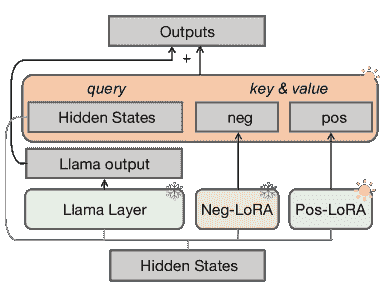 Outputs
+
query
key & value
Hidden States
neg
pos
Llama output
Llama Layer
Neg-LoRA
Pos-LoRA
Hidden States